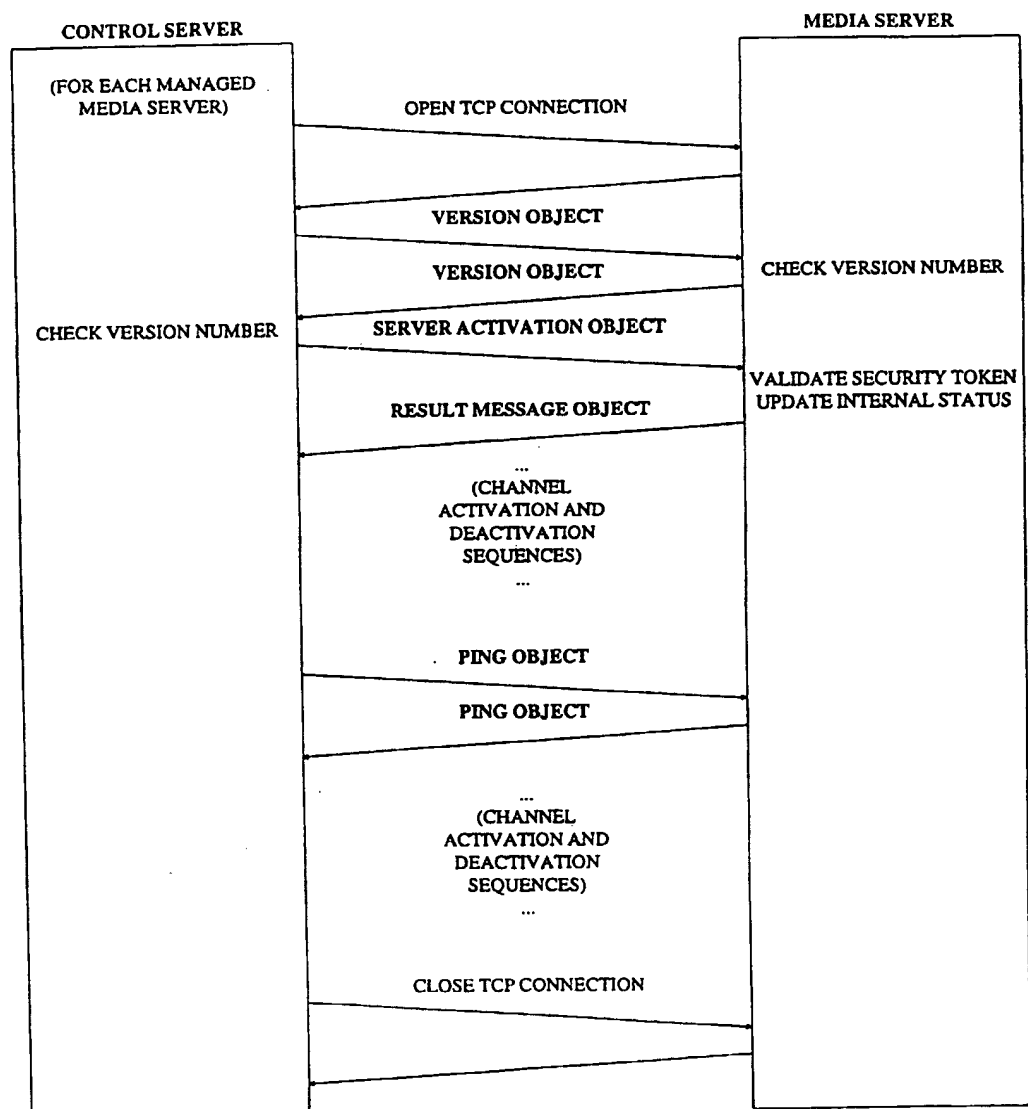 CONTROL SERVER
MEDIA SERVER
(FOR EACH MANAGED
MEDIA SERVER)
OPEN TCP CONNECTION
VERSION OBJECT
VERSION OBJECT
CHECK VERSION NUMBER
CHECK VERSION NUMBER
SERVER ACTIVATION OBJECT
VALIDATE SECURITY TOKEN
UPDATE INTERNAL STATUS
RESULT MESSAGE OBJECT
...
(CHANNEL
ACTIVATION AND
DEACTIVATION
SEQUENCES)
...
PING OBJECT
PING OBJECT
...
(CHANNEL
ACTIVATION AND
DEACTIVATION
SEQUENCES)
...
CLOSE TCP CONNECTION